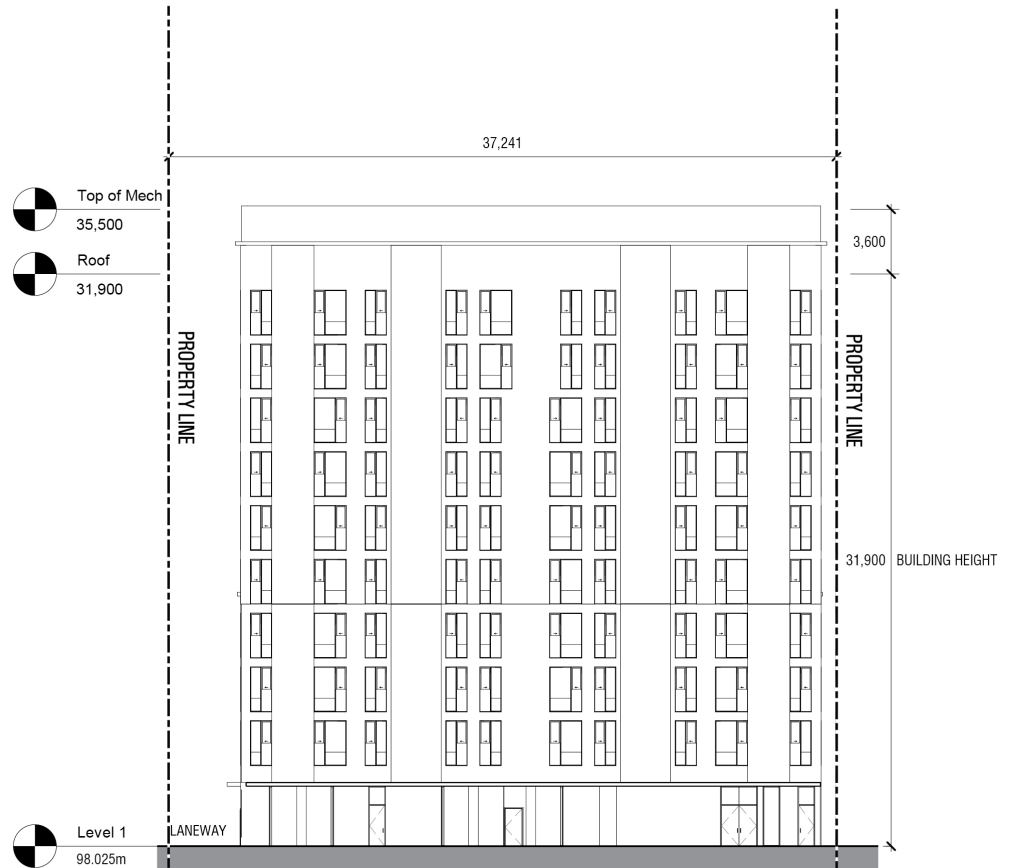 37,241
Top of Mech
35,500
3,600
Roof
31,900
PROPERTY LINE
PROPERTY LINE
31,900 BUILDING HEIGHT
Level 1
LANEWAY
98.025m